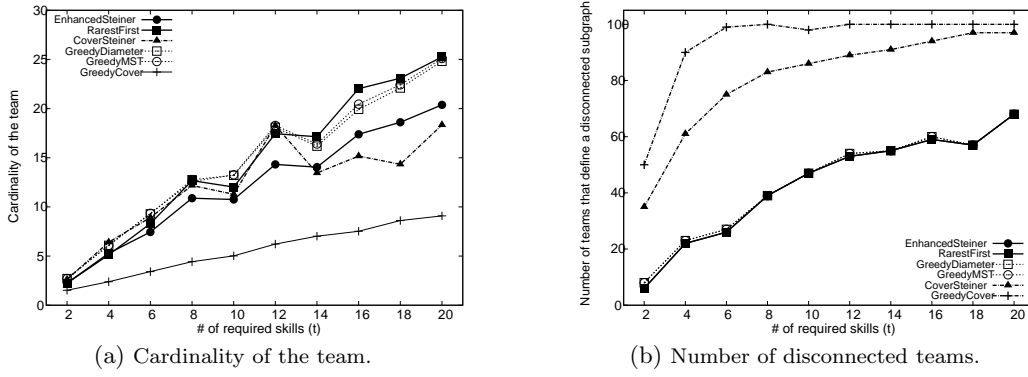 EnhancedSteiner
RarestFirst
CoverSteiner
GreedyDiameter
GreedyMST
GreedyCover
Cardinality of the team
30
25
20
15
10
5
0
2 4 6 8 10 12 14 16 18 20
# of required skills (t)
(a) Cardinality of the team.
Number of teams that define a disconnected subgraph
100
80
60
40
20
0
EnhancedSteiner
RarestFirst
GreedyDiameter
GreedyMST
CoverSteiner
GreedyCover
2 4 6 8 10 12 14 16 18 20
# of required skills (t)
(b) Number of disconnected teams.